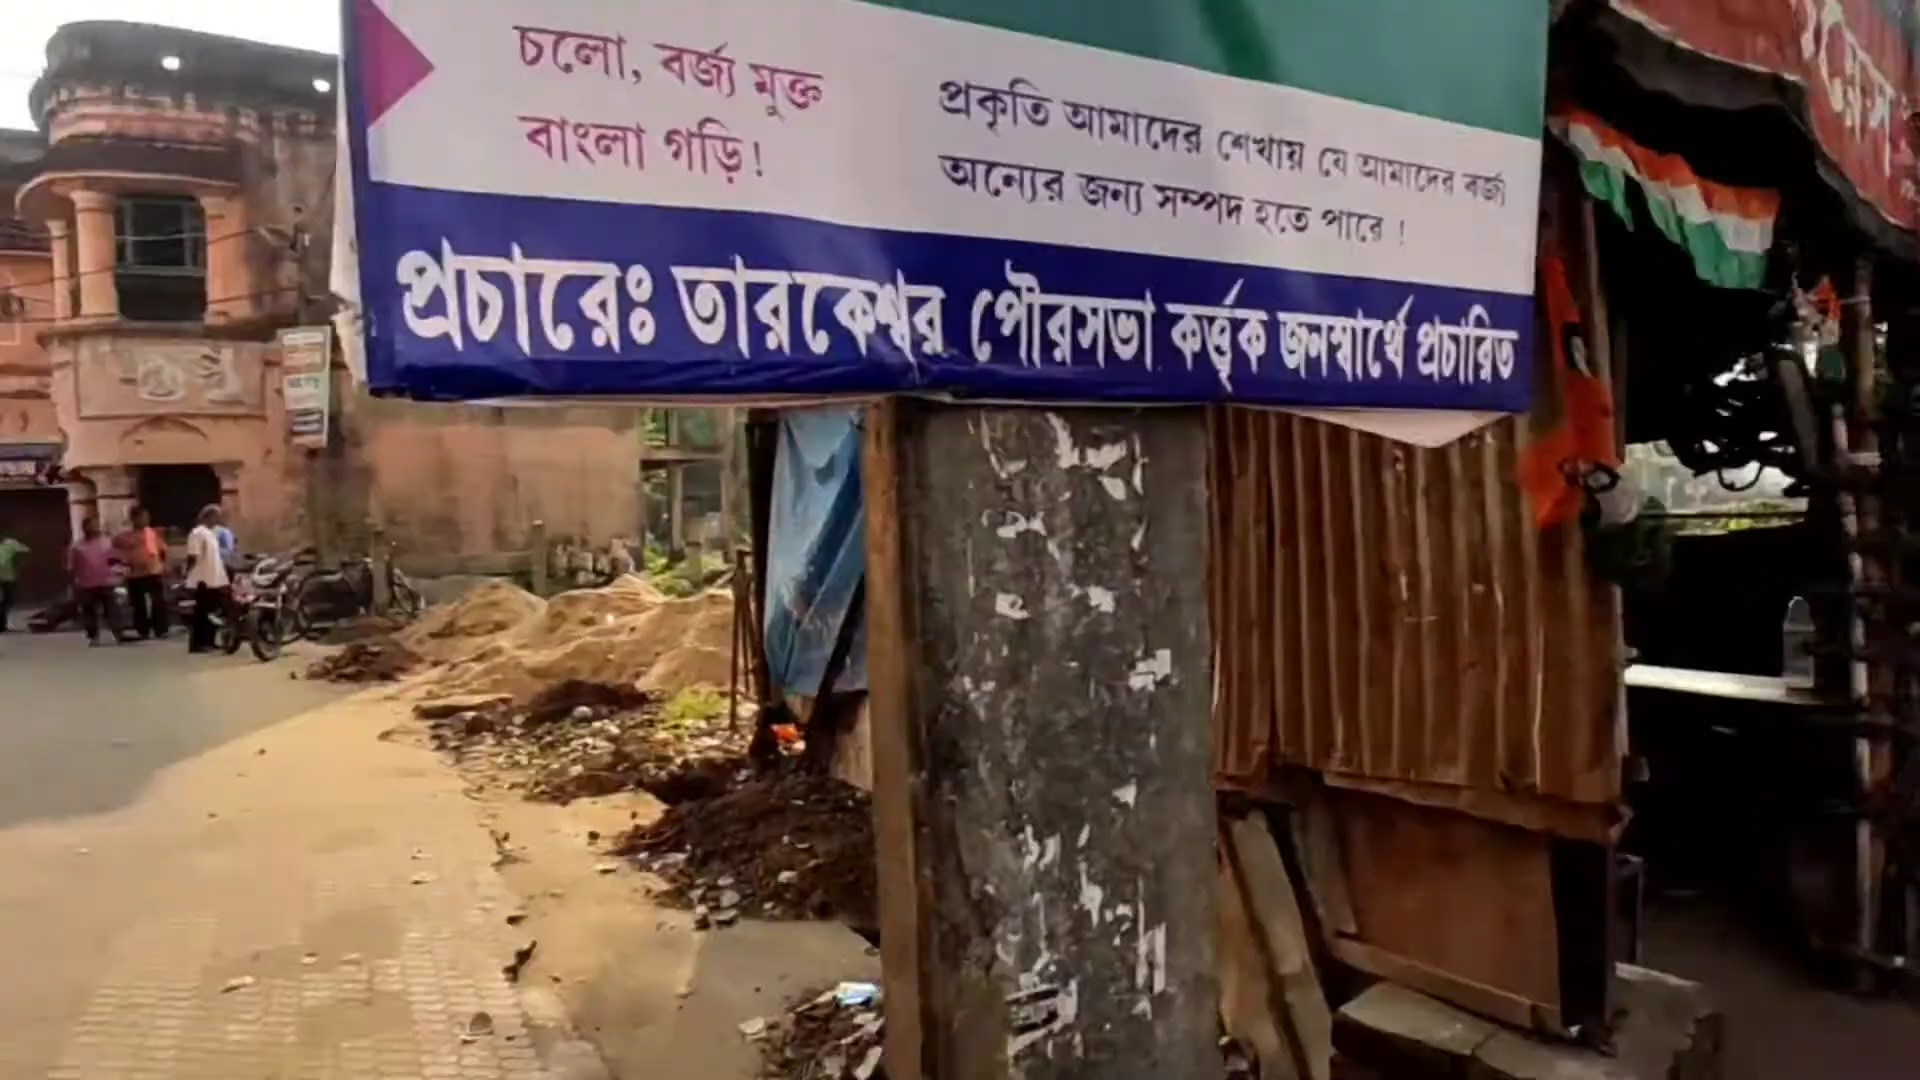 চলো, বর্জ্য মুক্ত
বাংলা গড়ি!
প্রকৃতি আমাদের শেখায় যে আমাদের বর্জ্য
অন্যের জন্য সম্পদ হতে পারে !
প্রচারেঃ তারকেশ্বর পৌরসভা কর্ত্তৃক জনস্বার্থে প্রচারিত